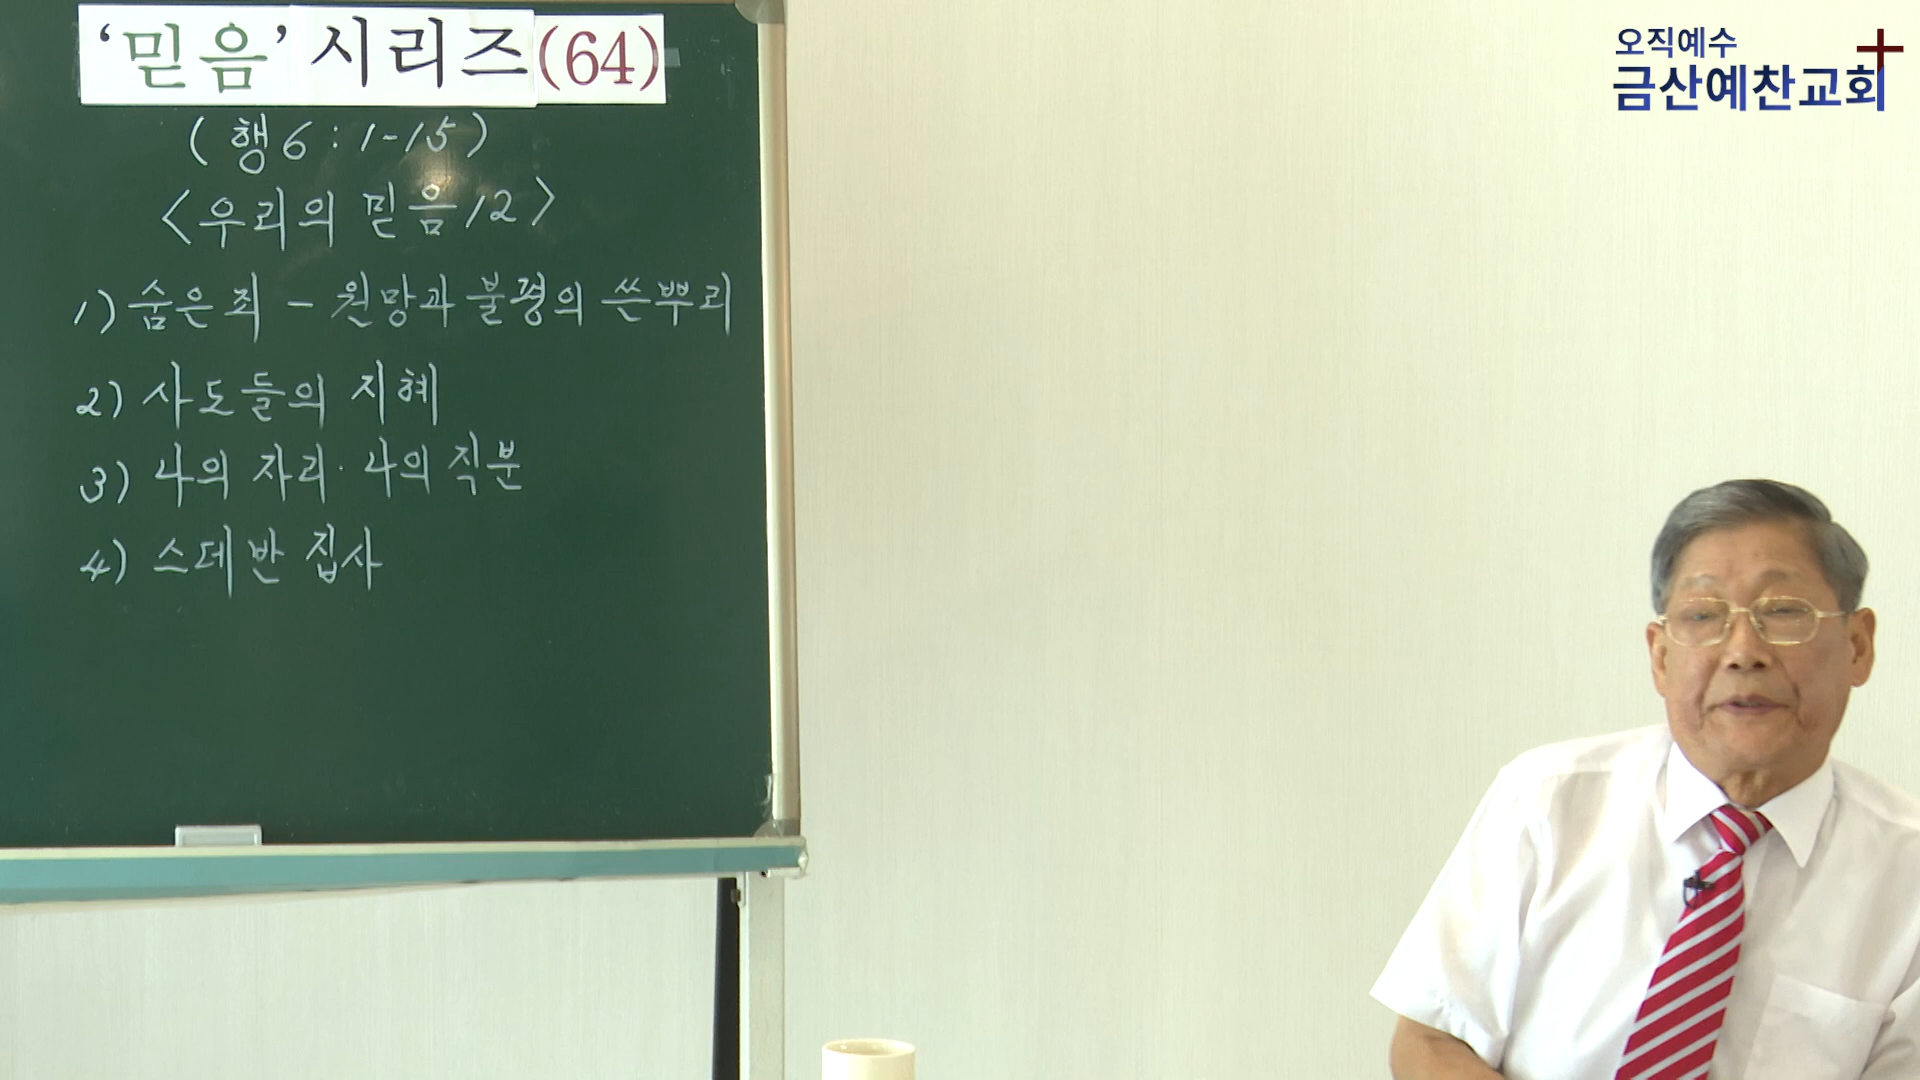 ‘믿음’ 시리즈(64)
(행6:1-15)
<우리의 믿음12>
1) 숨은죄 - 원망과 불평의 쓴뿌리
2) 사도들의 지혜
3) 나의 자리·나의 직분
4) 스데반 집사
오직예수
금산예찬교회